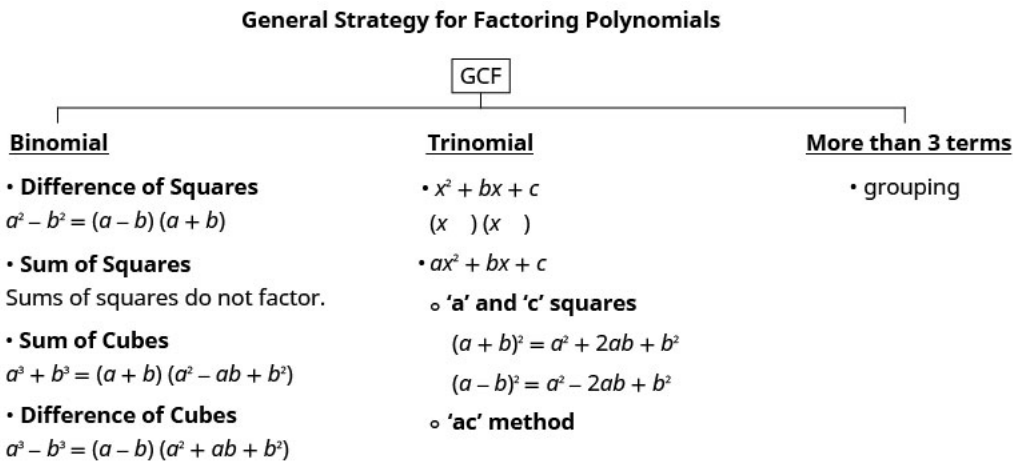 General Strategy for Factoring Polynomials
GCF
Binomial
• Difference of Squares
a² – b² = (a – b) (a + b)
• Sum of Squares
Sums of squares do not factor.
• Sum of Cubes
a³ + b³ = (a + b) (a² – ab + b²)
• Difference of Cubes
a³ – b³ = (a – b) (a² + ab + b²)
Trinomial
• x² + bx + c
(x   ) (x   )
• ax² + bx + c
∘ ‘a’ and ‘c’ squares
(a + b)² = a² + 2ab + b²
(a – b)² = a² – 2ab + b²
∘ ‘ac’ method
More than 3 terms
• grouping